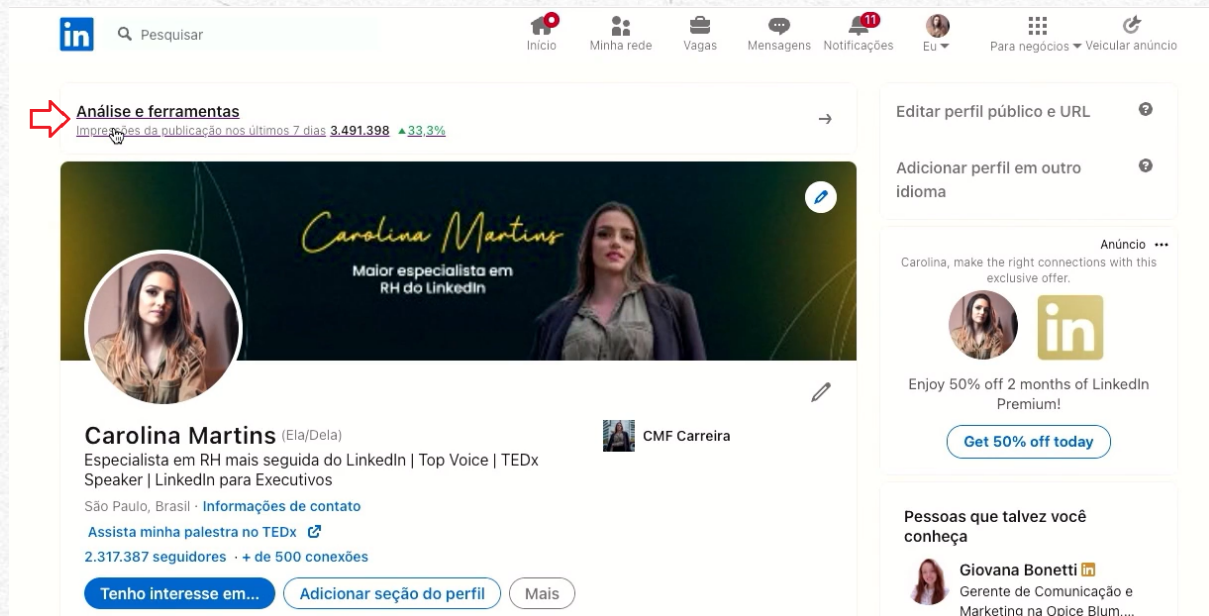 in
Pesquisar
Início
Minha rede
Vagas
Mensagens
11
Notificações
Eu
Para negócios
Veicular anúncio
Análise e ferramentas
Impressões da publicação nos últimos 7 dias 3.491.398 ▲33,3%
Carolina Martins
Maior especialista em
RH do LinkedIn
Carolina Martins (Ela/Dela)
Especialista em RH mais seguida do LinkedIn | Top Voice | TEDx
Speaker | LinkedIn para Executivos
São Paulo, Brasil · Informações de contato
Assista minha palestra no TEDx
2.317.387 seguidores · + de 500 conexões
Tenho interesse em...
Adicionar seção do perfil
Mais
CMF Carreira
Editar perfil público e URL
Adicionar perfil em outro
idioma
Anúncio
Carolina, make the right connections with this
exclusive offer.
in
Enjoy 50% off 2 months of LinkedIn
Premium!
Get 50% off today
Pessoas que talvez você
conheça
Giovana Bonetti in
Gerente de Comunicação e
Marketing na Opice Blum,...